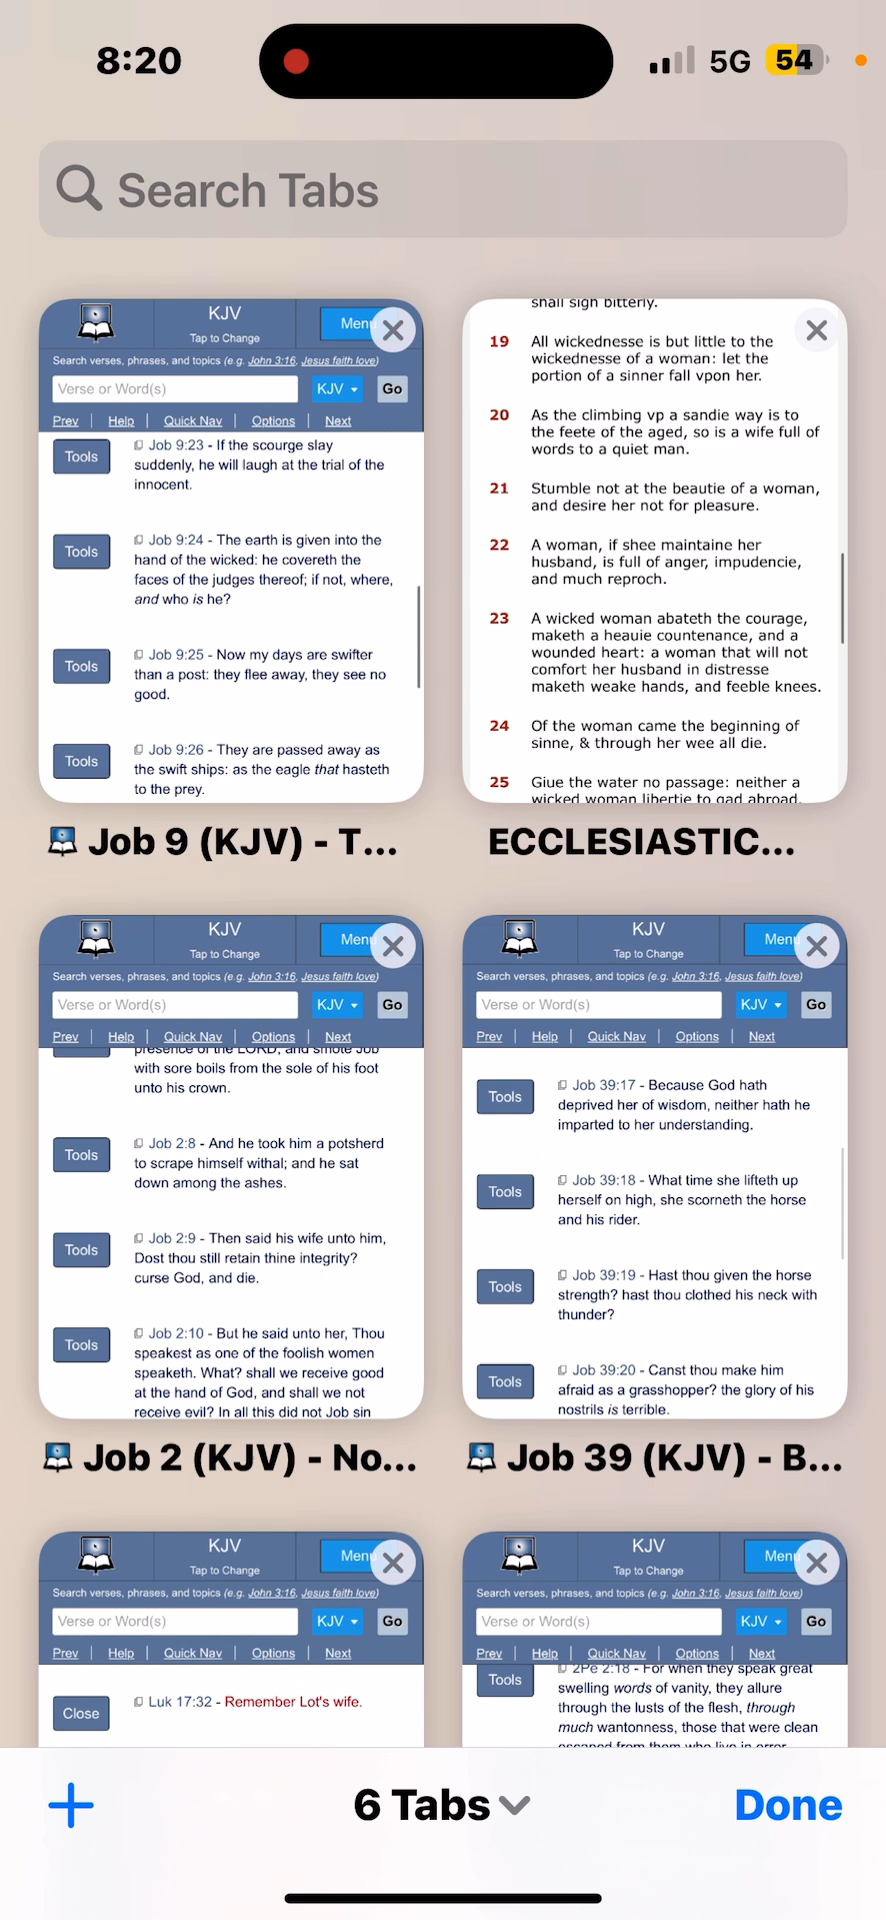 8:20
5G
54
Search Tabs
KJV
Tap to Change
Menu
Search verses, phrases, and topics (e.g. John 3:16, Jesus faith love)
Verse or Word(s)
KJV
Go
Prev
Help
Quick Nav
Options
Next
Tools
Job 9:23 - If the scourge slay
suddenly, he will laugh at the trial of the
innocent.
Tools
Job 9:24 - The earth is given into the
hand of the wicked: he covereth the
faces of the judges thereof; if not, where,
and who is he?
Tools
Job 9:25 - Now my days are swifter
than a post: they flee away, they see no
good.
Tools
Job 9:26 - They are passed away as
the swift ships: as the eagle that hasteth
to the prey.
Job 9 (KJV) - T...
shall sigh bitterly.
19 All wickednesse is but little to the
wickednesse of a woman: let the
portion of a sinner fall vpon her.
20 As the climbing vp a sandie way is to
the feete of the aged, so is a wife full of
words to a quiet man.
21 Stumble not at the beautie of a woman,
and desire her not for pleasure.
22 A woman, if shee maintaine her
husband, is full of anger, impudencie,
and much reproch.
23 A wicked woman abateth the courage,
maketh a heauie countenance, and a
wounded heart: a woman that will not
comfort her husband in distresse
maketh weake hands, and feeble knees.
24 Of the woman came the beginning of
sinne, & through her wee all die.
25 Giue the water no passage: neither a
wicked woman libertie to gad abroad.
ECCLESIASTIC...
KJV
Tap to Change
Menu
Search verses, phrases, and topics (e.g. John 3:16, Jesus faith love)
Verse or Word(s)
KJV
Go
Prev
Help
Quick Nav
Options
Next
presence of the LORD, and smote Job
with sore boils from the sole of his foot
unto his crown.
Tools
Job 2:8 - And he took him a potsherd
to scrape himself withal; and he sat
down among the ashes.
Tools
Job 2:9 - Then said his wife unto him,
Dost thou still retain thine integrity?
curse God, and die.
Tools
Job 2:10 - But he said unto her, Thou
speakest as one of the foolish women
speaketh. What? shall we receive good
at the hand of God, and shall we not
receive evil? In all this did not Job sin
Job 2 (KJV) - No...
KJV
Tap to Change
Menu
Search verses, phrases, and topics (e.g. John 3:16, Jesus faith love)
Verse or Word(s)
KJV
Go
Prev
Help
Quick Nav
Options
Next
Tools
Job 39:17 - Because God hath
deprived her of wisdom, neither hath he
imparted to her understanding.
Tools
Job 39:18 - What time she lifteth up
herself on high, she scorneth the horse
and his rider.
Tools
Job 39:19 - Hast thou given the horse
strength? hast thou clothed his neck with
thunder?
Tools
Job 39:20 - Canst thou make him
afraid as a grasshopper? the glory of his
nostrils is terrible.
Job 39 (KJV) - B...
KJV
Tap to Change
Menu
Search verses, phrases, and topics (e.g. John 3:16, Jesus faith love)
Verse or Word(s)
KJV
Go
Prev
Help
Quick Nav
Options
Next
Close
Luk 17:32 - Remember Lot's wife.
KJV
Tap to Change
Menu
Search verses, phrases, and topics (e.g. John 3:16, Jesus faith love)
Verse or Word(s)
KJV
Go
Prev
Help
Quick Nav
Options
Next
Tools
2Pe 2:18 - For when they speak great
swelling words of vanity, they allure
through the lusts of the flesh, through
much wantonness, those that were clean
escaped from them who live in error.
6 Tabs
Done